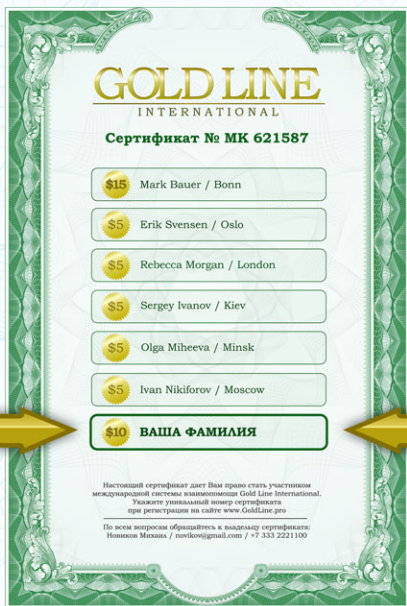 GOLD LINE
INTERNATIONAL
Сертификат № MK 621587
$15 Mark Bauer / Bonn
$5 Erik Svensen / Oslo
$5 Rebecca Morgan / London
$5 Sergey Ivanov / Kiev
$5 Olga Miheeva / Minsk
$5 Ivan Nikiforov / Moscow
$10 ВАША ФАМИЛИЯ
Настоящий сертификат дает Вам право стать участником
международной системы взаимопомощи Gold Line International.
Укажите уникальный номер сертификата
при регистрации на сайте www.GoldLine.pro
По всем вопросам обращайтесь к владельцу сертификата:
Новиков Михаил / novikov@gmail.com / +7 333 2221100